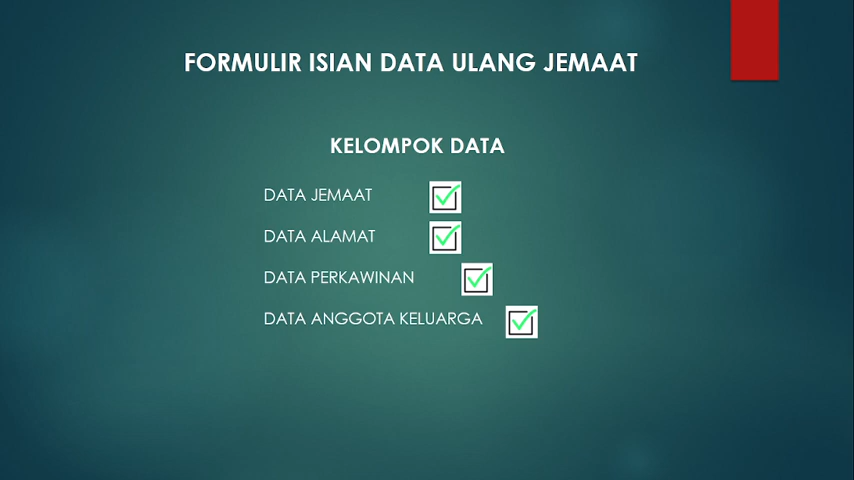 FORMULIR ISIAN DATA ULANG JEMAAT
KELOMPOK DATA
DATA JEMAAT
DATA ALAMAT
DATA PERKAWINAN
DATA ANGGOTA KELUARGA